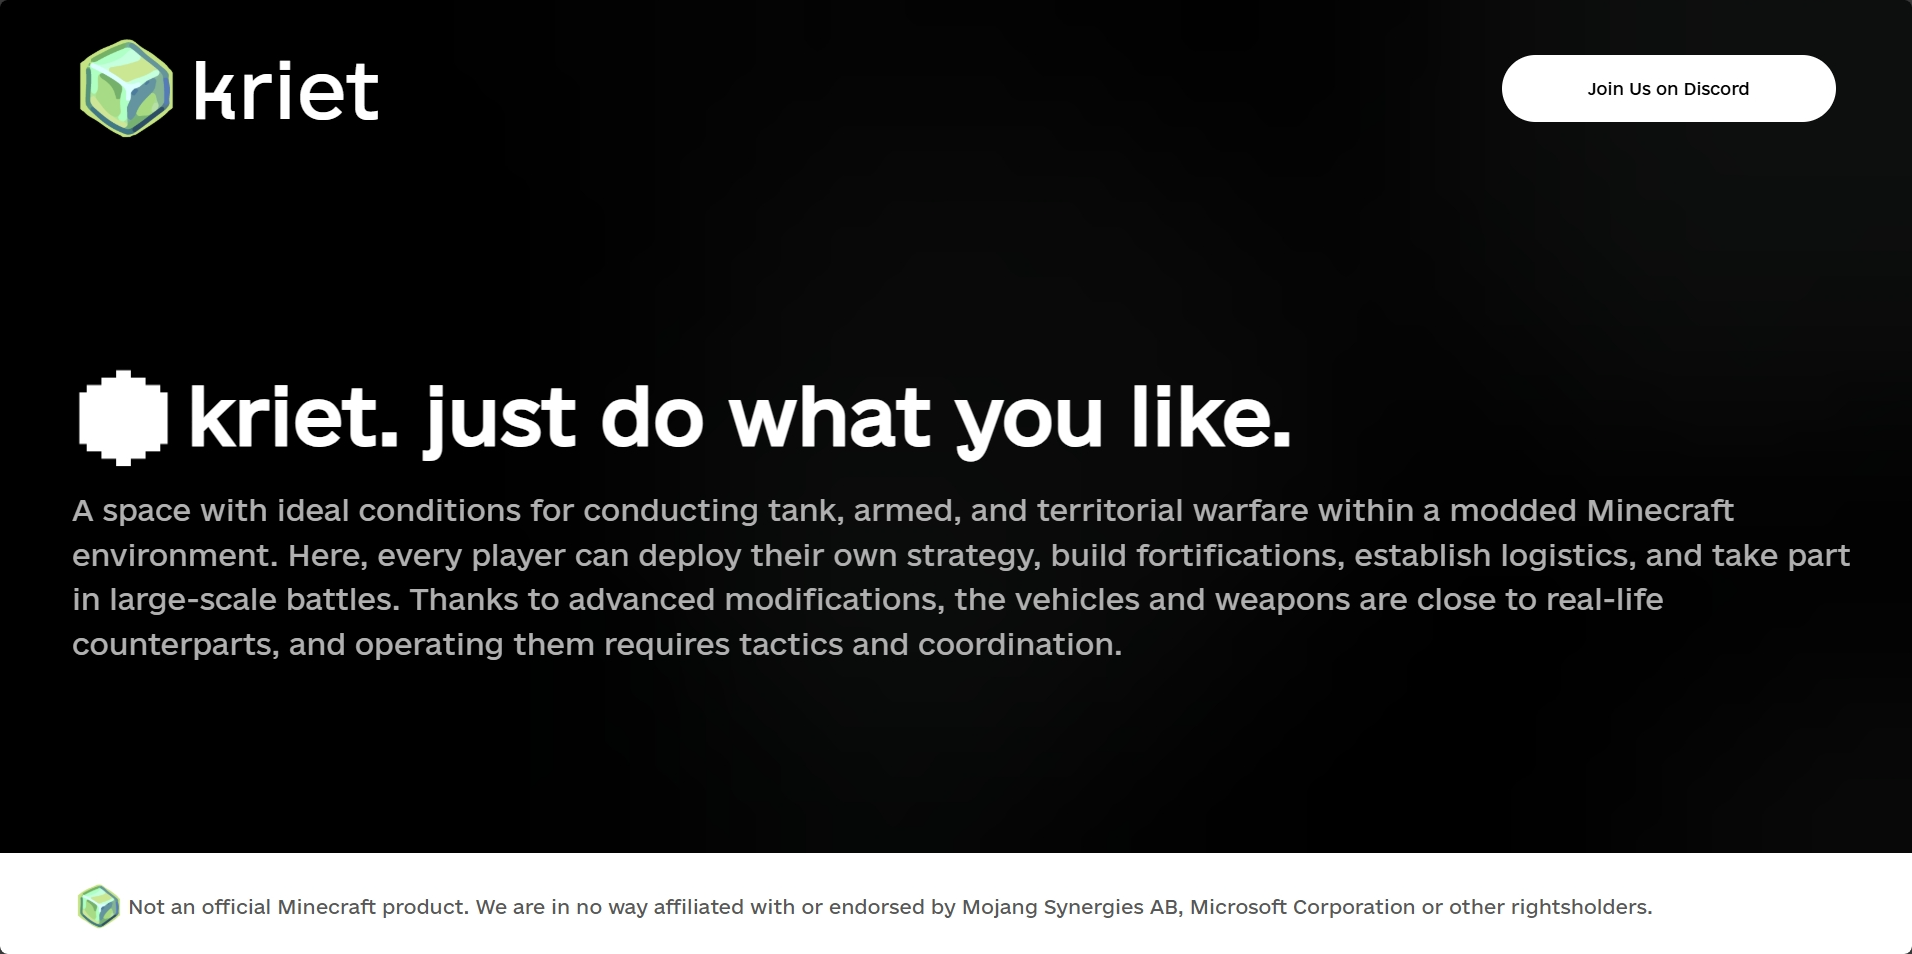 kriet
Join Us on Discord
kriet. just do what you like.
A space with ideal conditions for conducting tank, armed, and territorial warfare within a modded Minecraft
environment. Here, every player can deploy their own strategy, build fortifications, establish logistics, and take part
in large-scale battles. Thanks to advanced modifications, the vehicles and weapons are close to real-life
counterparts, and operating them requires tactics and coordination.
Not an official Minecraft product. We are in no way affiliated with or endorsed by Mojang Synergies AB, Microsoft Corporation or other rightsholders.